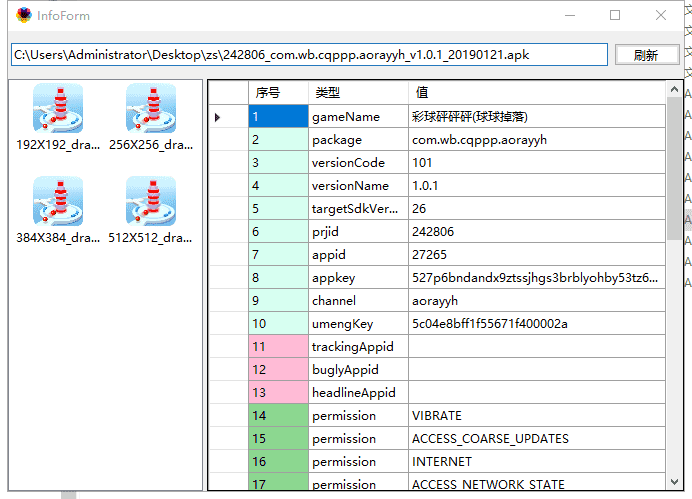 InfoForm
C:\Users\Administrator\Desktop\zs\242806_com.wb.cqppp.aorayyh_v1.0.1_20190121.apk 刷新
192X192_dra... 256X256_dra...
384X384_dra... 512X512_dra...
序号 类型 值
1 gameName 彩球砰砰砰(球球掉落)
2 package com.wb.cqppp.aorayyh
3 versionCode 101
4 versionName 1.0.1
5 targetSdkVer... 26
6 prjid 242806
7 appid 27265
8 appkey 527p6bndandx9ztssjhgs3brblyohby53tz6...
9 channel aorayyh
10 umengKey 5c04e8bff1f55671f400002a
11 trackingAppid
12 buglyAppid
13 headlineAppid
14 permission VIBRATE
15 permission ACCESS_COARSE_UPDATES
16 permission INTERNET
17 permission ACCESS_NETWORK_STATE